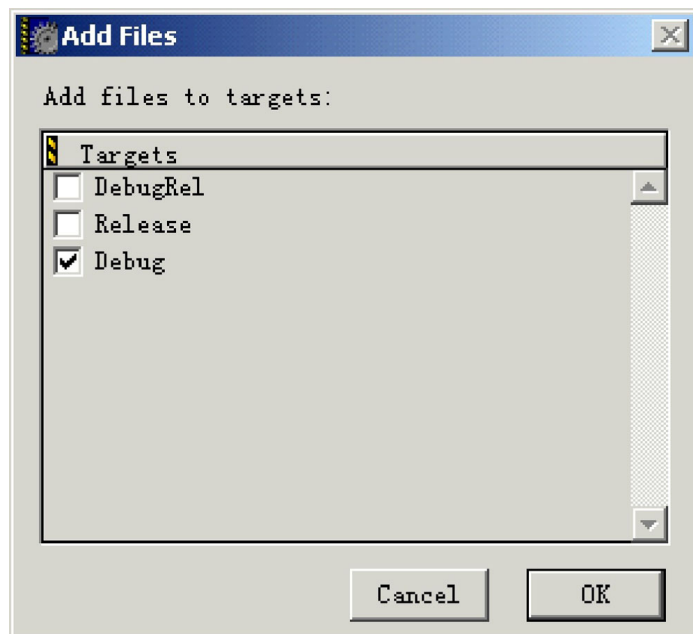 Add Files
Add files to targets:
Targets
DebugRel
Release
Debug
Cancel OK